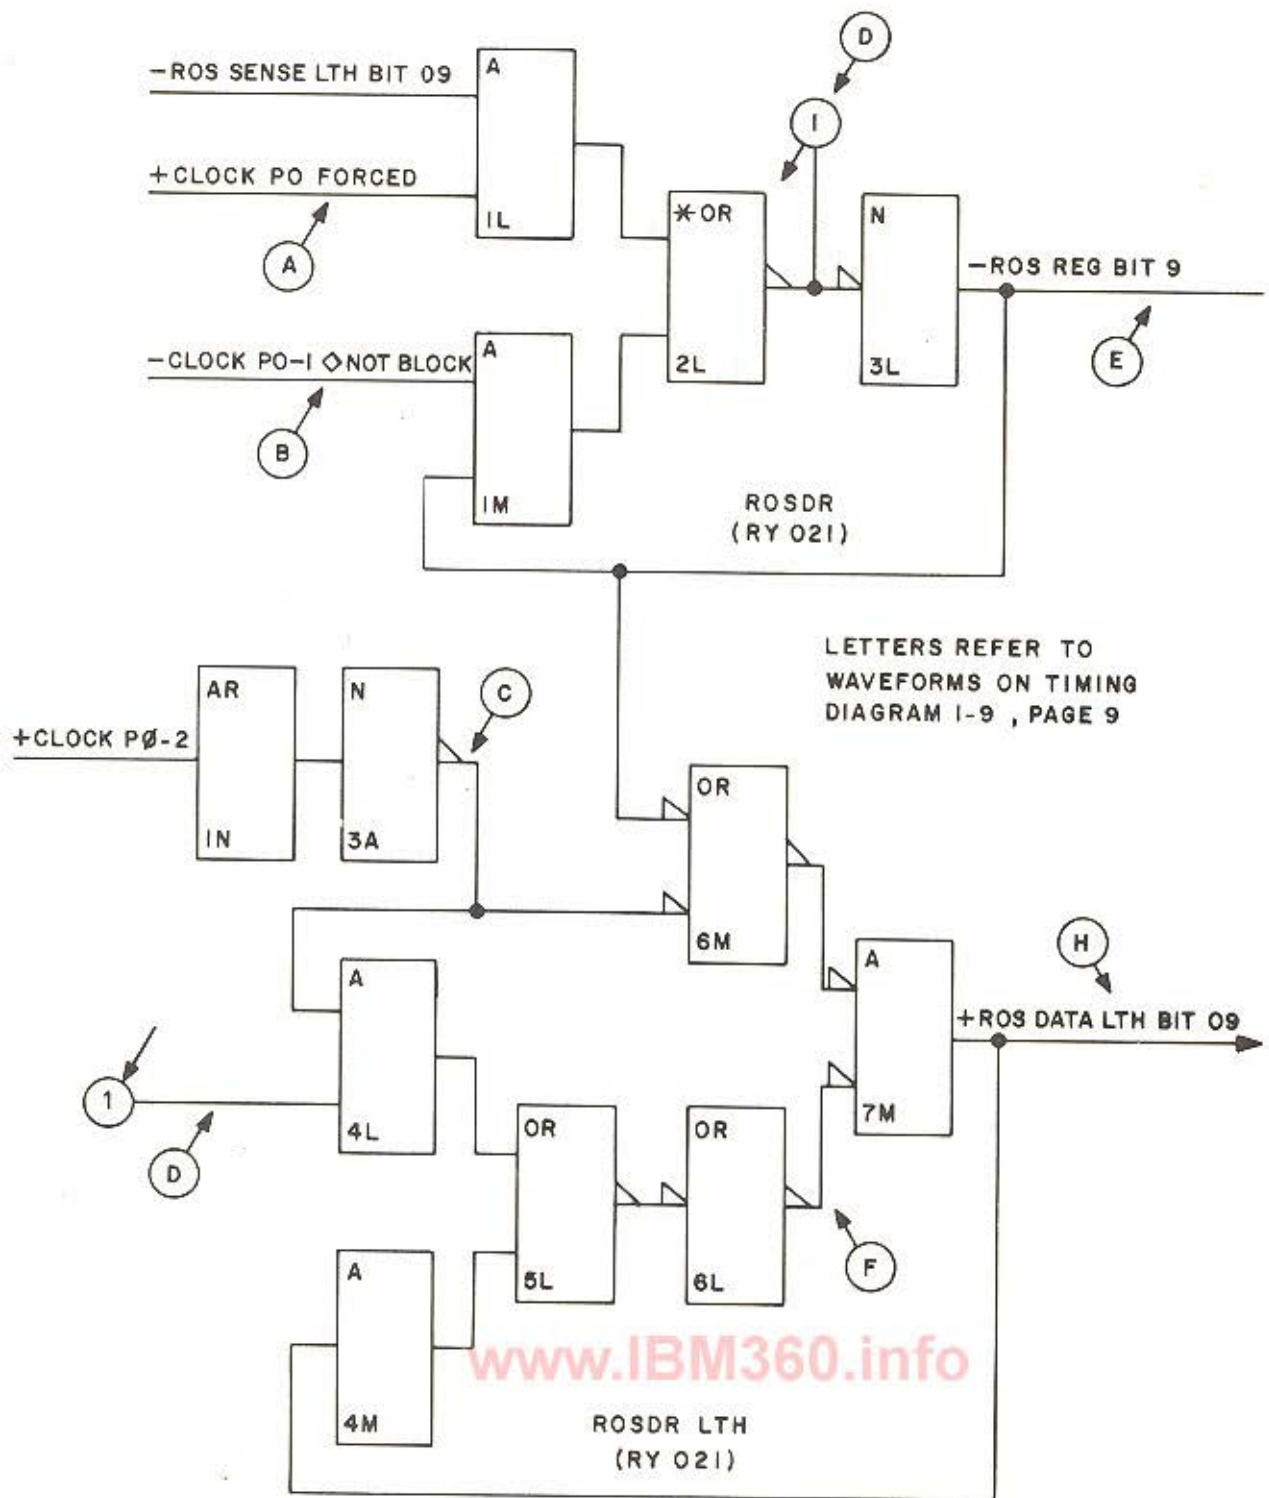 D
-ROS SENSE LTH BIT 09
A
1L
I
+CLOCK PO FORCED
A
*OR
2L
N
3L
-ROS REG BIT 9
E
-CLOCK PO-1 ◇ NOT BLOCK
A
1M
B
ROSDR
(RY 021)
LETTERS REFER TO
WAVEFORMS ON TIMING
DIAGRAM 1-9 , PAGE 9
+CLOCK PØ-2
AR
1N
N
3A
C
OR
6M
A
7M
H
+ROS DATA LTH BIT 09
A
4L
1
D
OR
5L
OR
6L
F
A
4M
www.IBM360.info
ROSDR LTH
(RY 021)